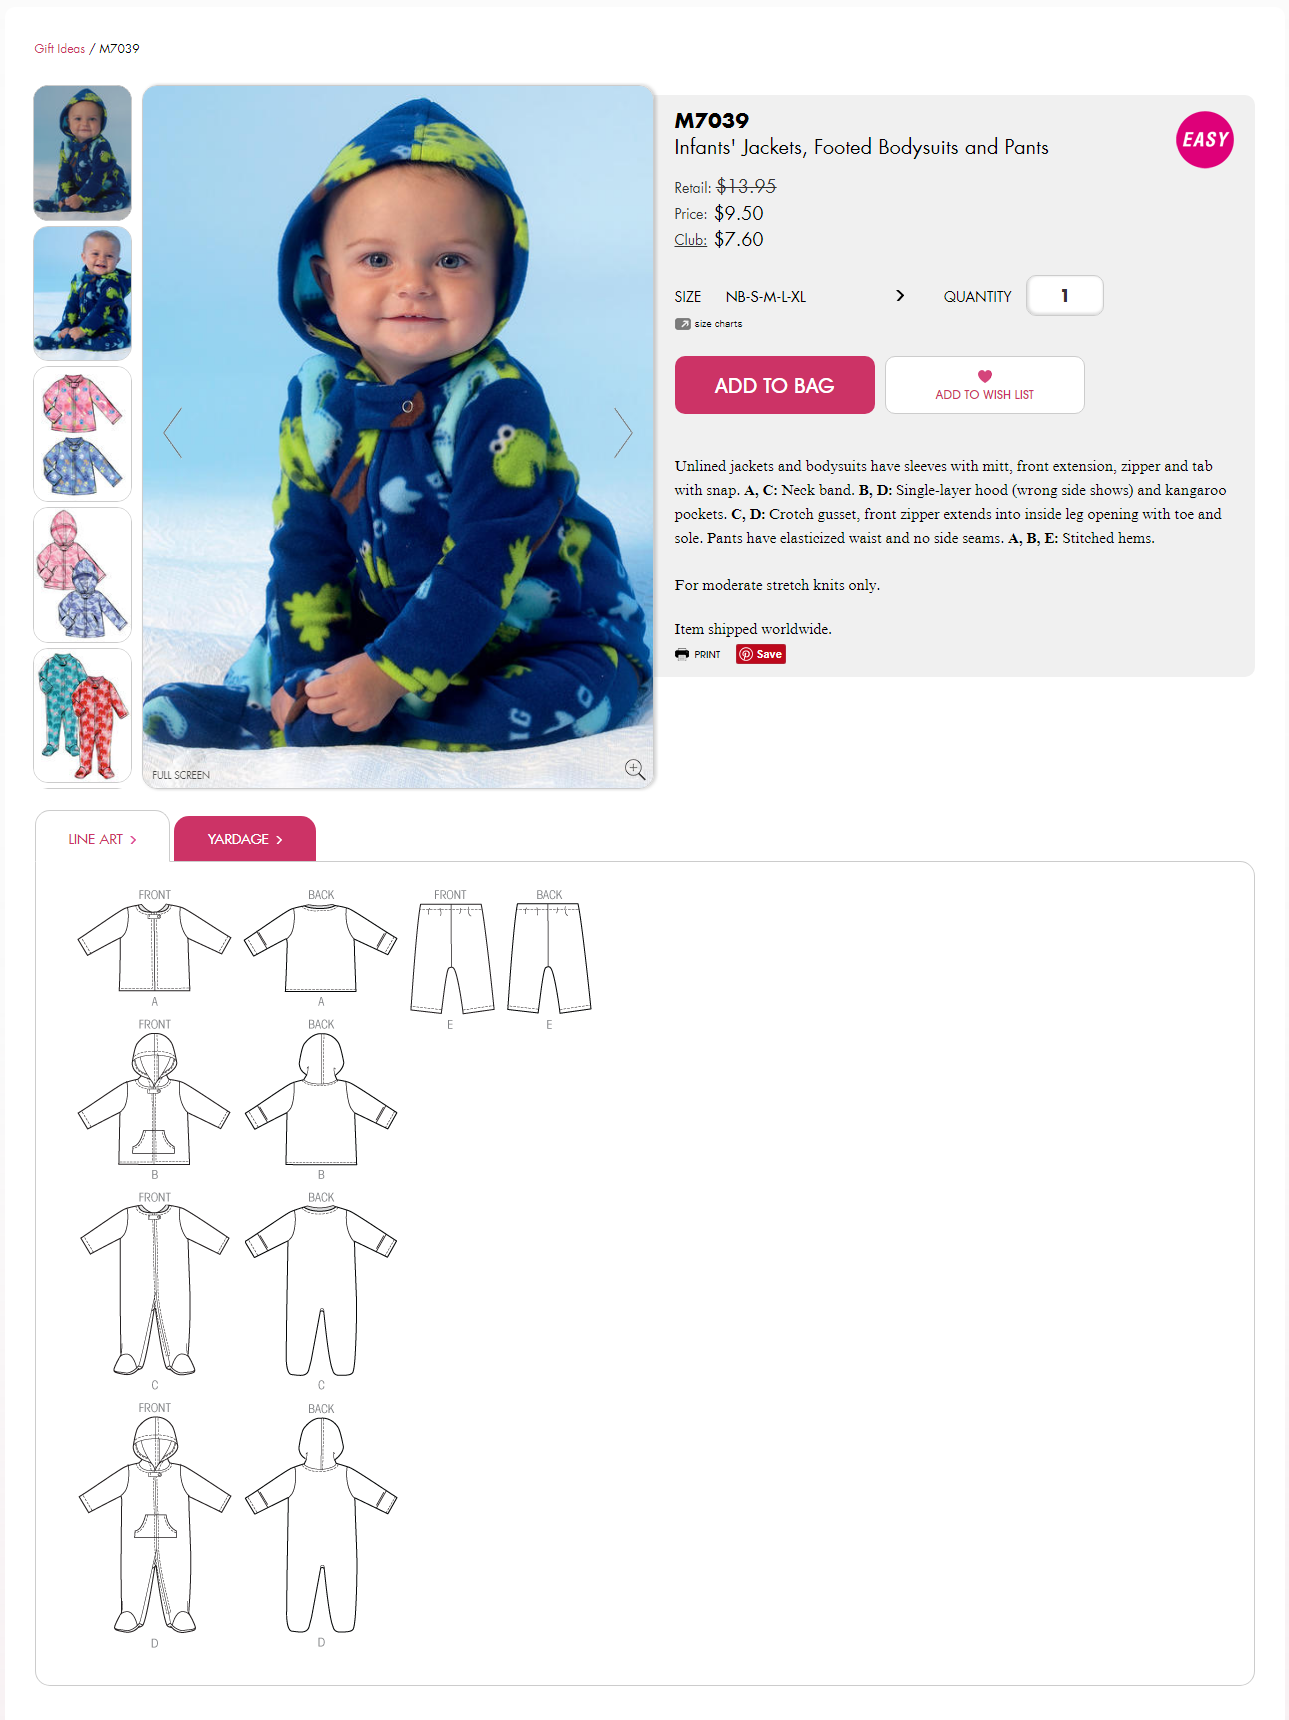 Gift Ideas / M7039
M7039
Infants' Jackets, Footed Bodysuits and Pants
EASY
Retail: $13.95
Price: $9.50
Club: $7.60
SIZE NB-S-M-L-XL > QUANTITY 1
size charts
ADD TO BAG
ADD TO WISH LIST
Unlined jackets and bodysuits have sleeves with mitt, front extension, zipper and tab
with snap. A, C: Neck band. B, D: Single-layer hood (wrong side shows) and kangaroo
pockets. C, D: Crotch gusset, front zipper extends into inside leg opening with toe and
sole. Pants have elasticized waist and no side seams. A, B, E: Stitched hems.
For moderate stretch knits only.
Item shipped worldwide.
PRINT Save
FULL SCREEN
LINE ART > YARDAGE >
FRONT BACK FRONT BACK
A A E E
FRONT BACK
B B
FRONT BACK
C C
FRONT BACK
D D